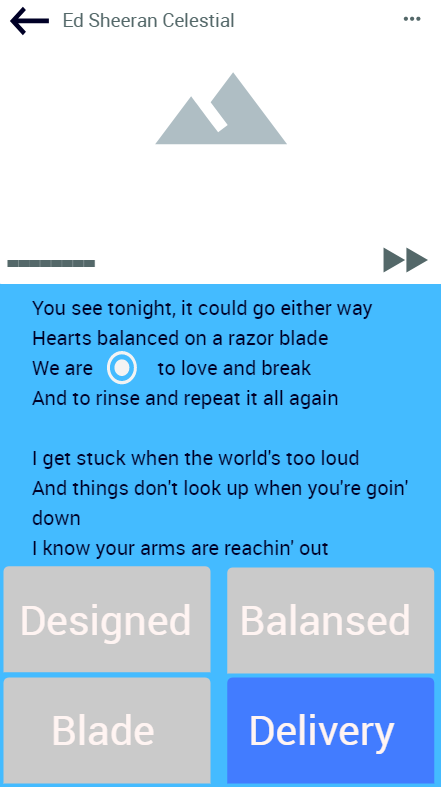 Ed Sheeran Celestial
You see tonight, it could go either way
Hearts balanced on a razor blade
We are to love and break
And to rinse and repeat it all again
I get stuck when the world's too loud
And things don't look up when you're goin'
down
I know your arms are reachin' out
Designed
Balansed
Blade
Delivery